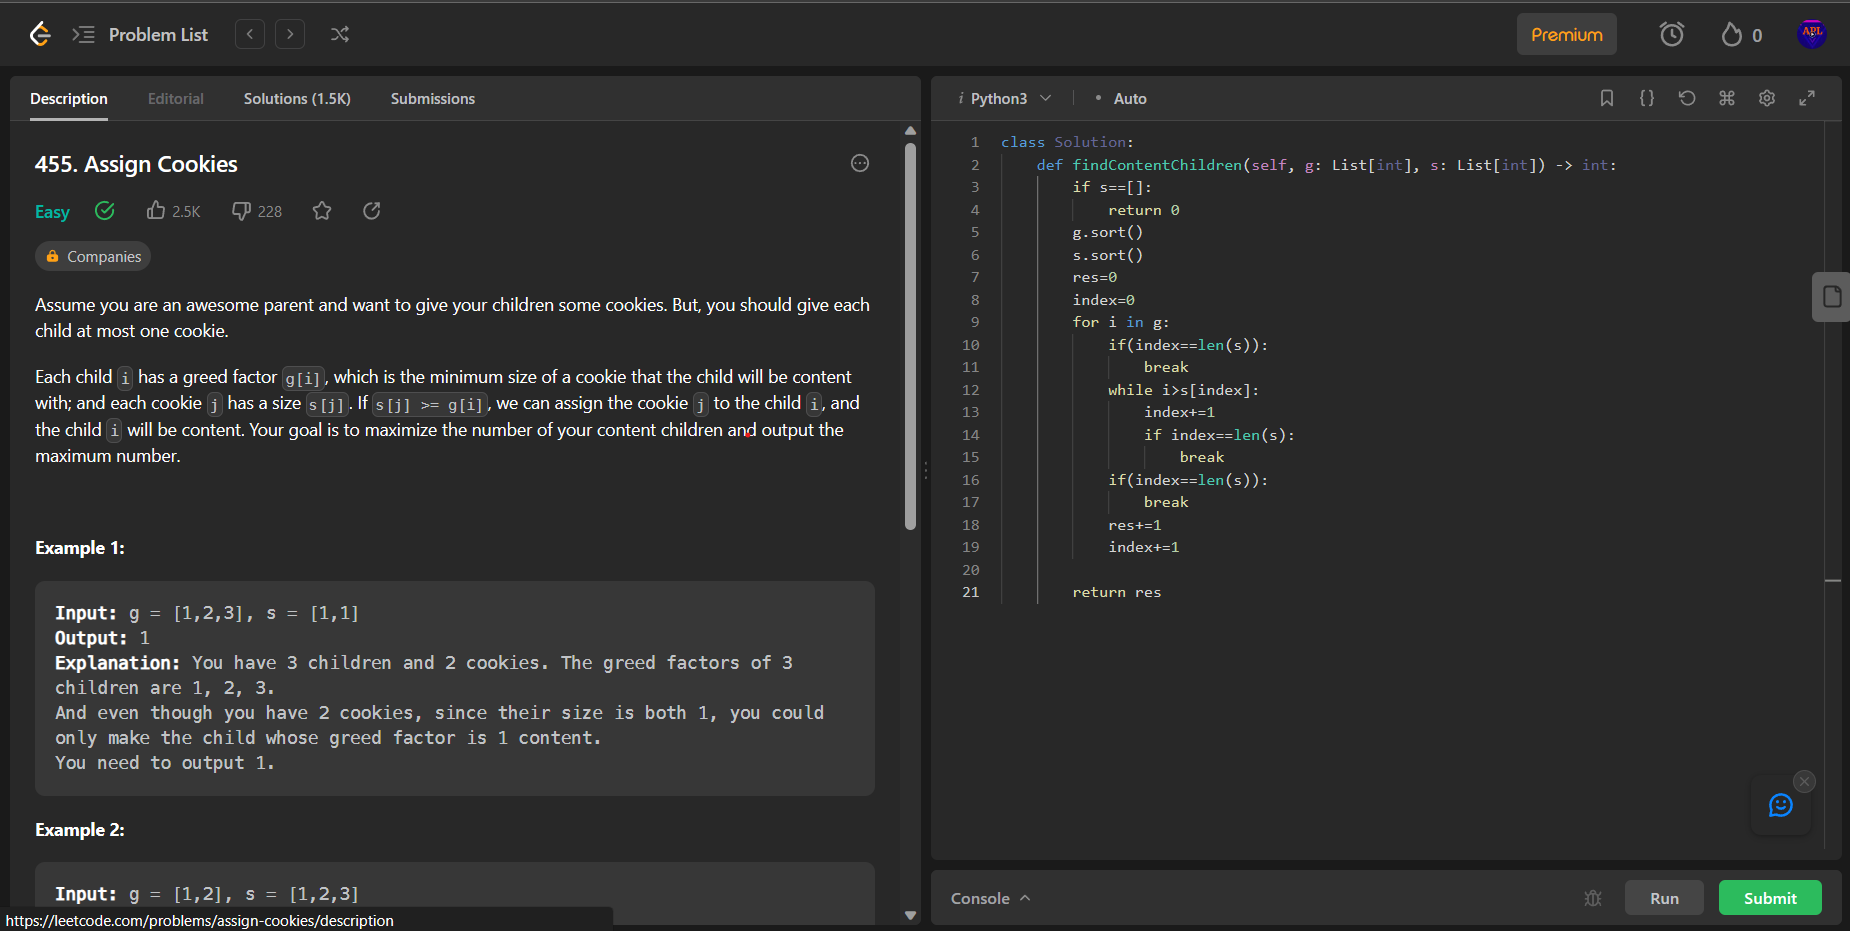 Problem List
Premium
0
APL
Description
Editorial
Solutions (1.5K)
Submissions
455. Assign Cookies
Easy
2.5K
228
Companies
Assume you are an awesome parent and want to give your children some cookies. But, you should give each
child at most one cookie.
Each child i has a greed factor g[i], which is the minimum size of a cookie that the child will be content
with; and each cookie j has a size s[j]. If s[j] >= g[i], we can assign the cookie j to the child i, and
the child i will be content. Your goal is to maximize the number of your content children and output the
maximum number.
Example 1:
Input: g = [1,2,3], s = [1,1]
Output: 1
Explanation: You have 3 children and 2 cookies. The greed factors of 3
children are 1, 2, 3.
And even though you have 2 cookies, since their size is both 1, you could
only make the child whose greed factor is 1 content.
You need to output 1.
Example 2:
Input: g = [1,2], s = [1,2,3]
https://leetcode.com/problems/assign-cookies/description
i Python3
• Auto
{}
1 class Solution:
2     def findContentChildren(self, g: List[int], s: List[int]) -> int:
3         if s==[]:
4             return 0
5         g.sort()
6         s.sort()
7         res=0
8         index=0
9         for i in g:
10             if(index==len(s)):
11                 break
12             while i>s[index]:
13                 index+=1
14                 if index==len(s):
15                     break
16             if(index==len(s)):
17                 break
18             res+=1
19             index+=1
20
21         return res
Console
Run
Submit